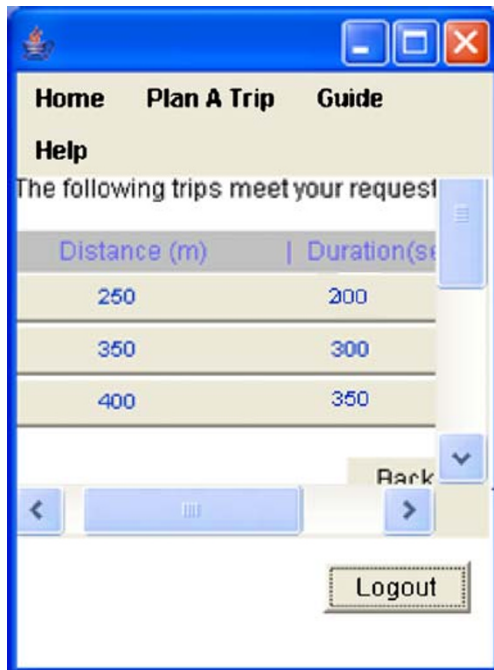 Home Plan A Trip Guide
Help
The following trips meet your request
Distance (m) | Duration(se
250 200
350 300
400 350
Back
Logout